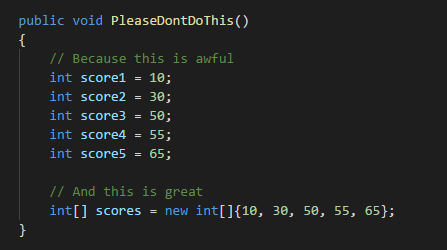 public void PleaseDontDoThis()
{
    // Because this is awful
    int score1 = 10;
    int score2 = 30;
    int score3 = 50;
    int score4 = 55;
    int score5 = 65;

    // And this is great
    int[] scores = new int[]{10, 30, 50, 55, 65};
}